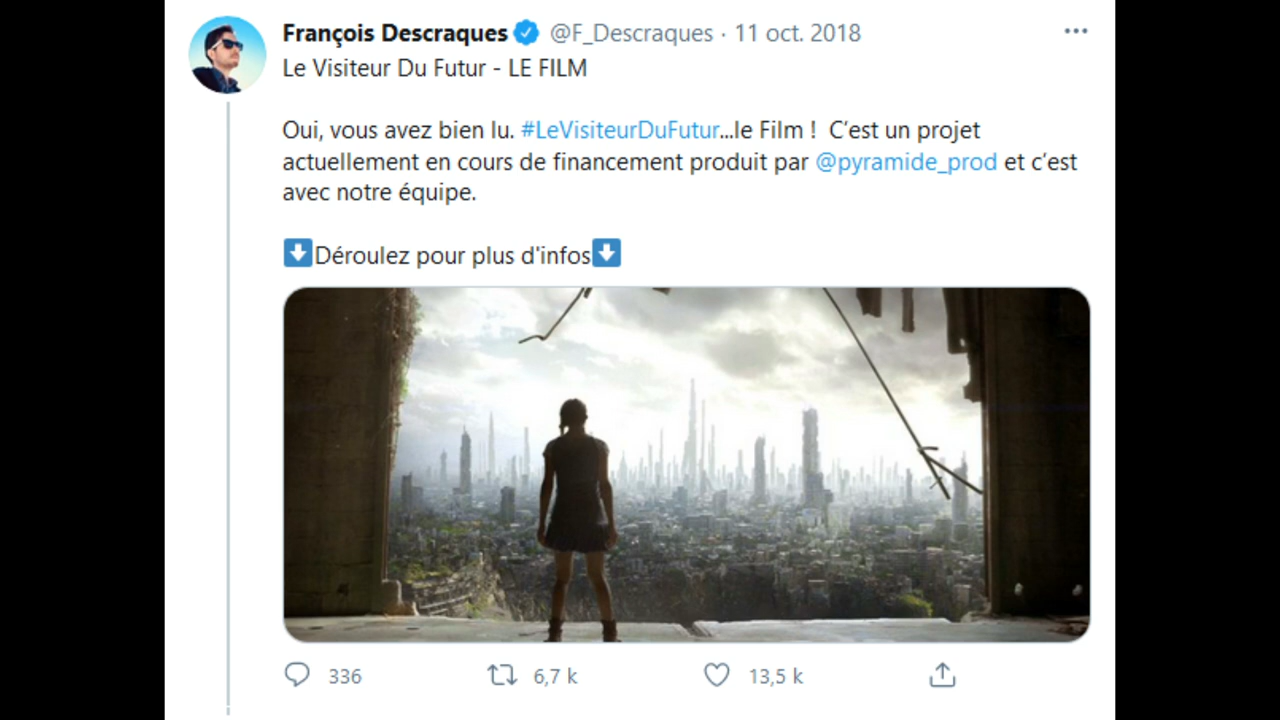 François Descraques @F_Descraques · 11 oct. 2018
Le Visiteur Du Futur - LE FILM
Oui, vous avez bien lu. #LeVisiteurDuFutur...le Film !  C’est un projet
actuellement en cours de financement produit par @pyramide_prod et c’est
avec notre équipe.
⬇Déroulez pour plus d'infos⬇
336 6,7 k 13,5 k